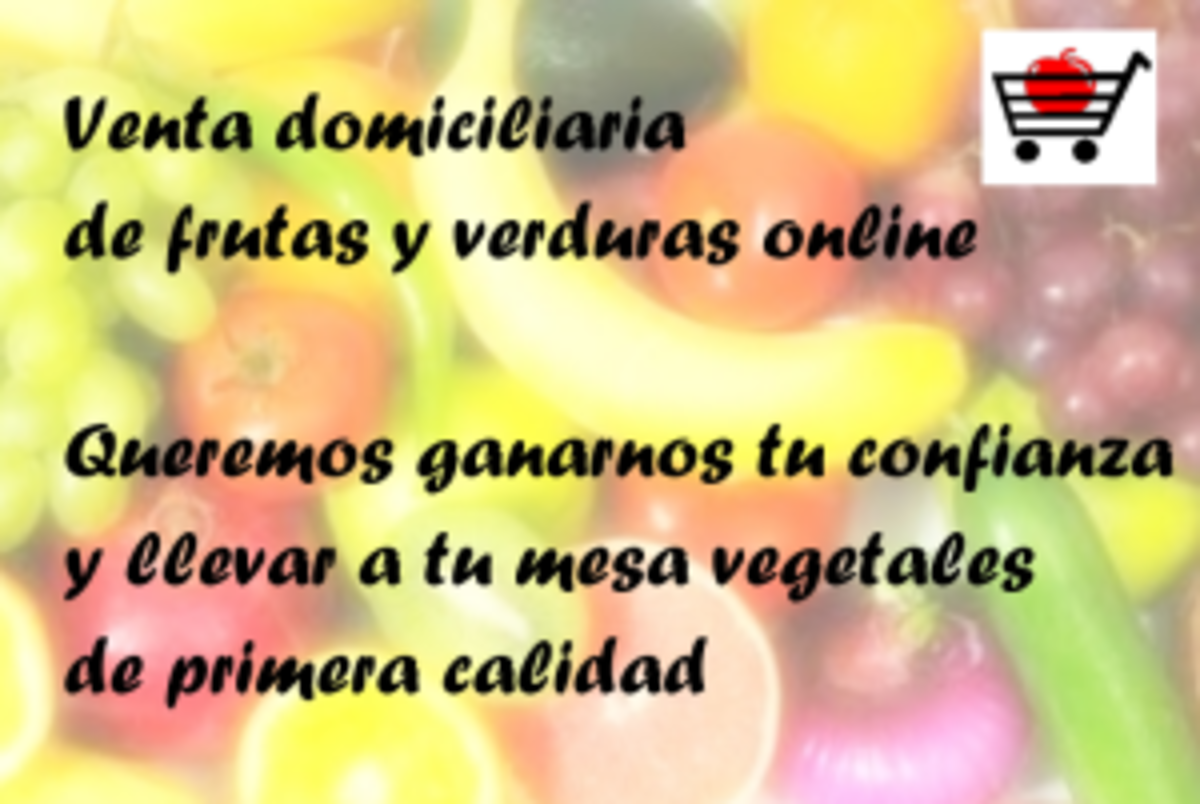 Venta domiciliaria
de frutas y verduras online
Queremos ganarnos tu confianza
y llevar a tu mesa vegetales
de primera calidad